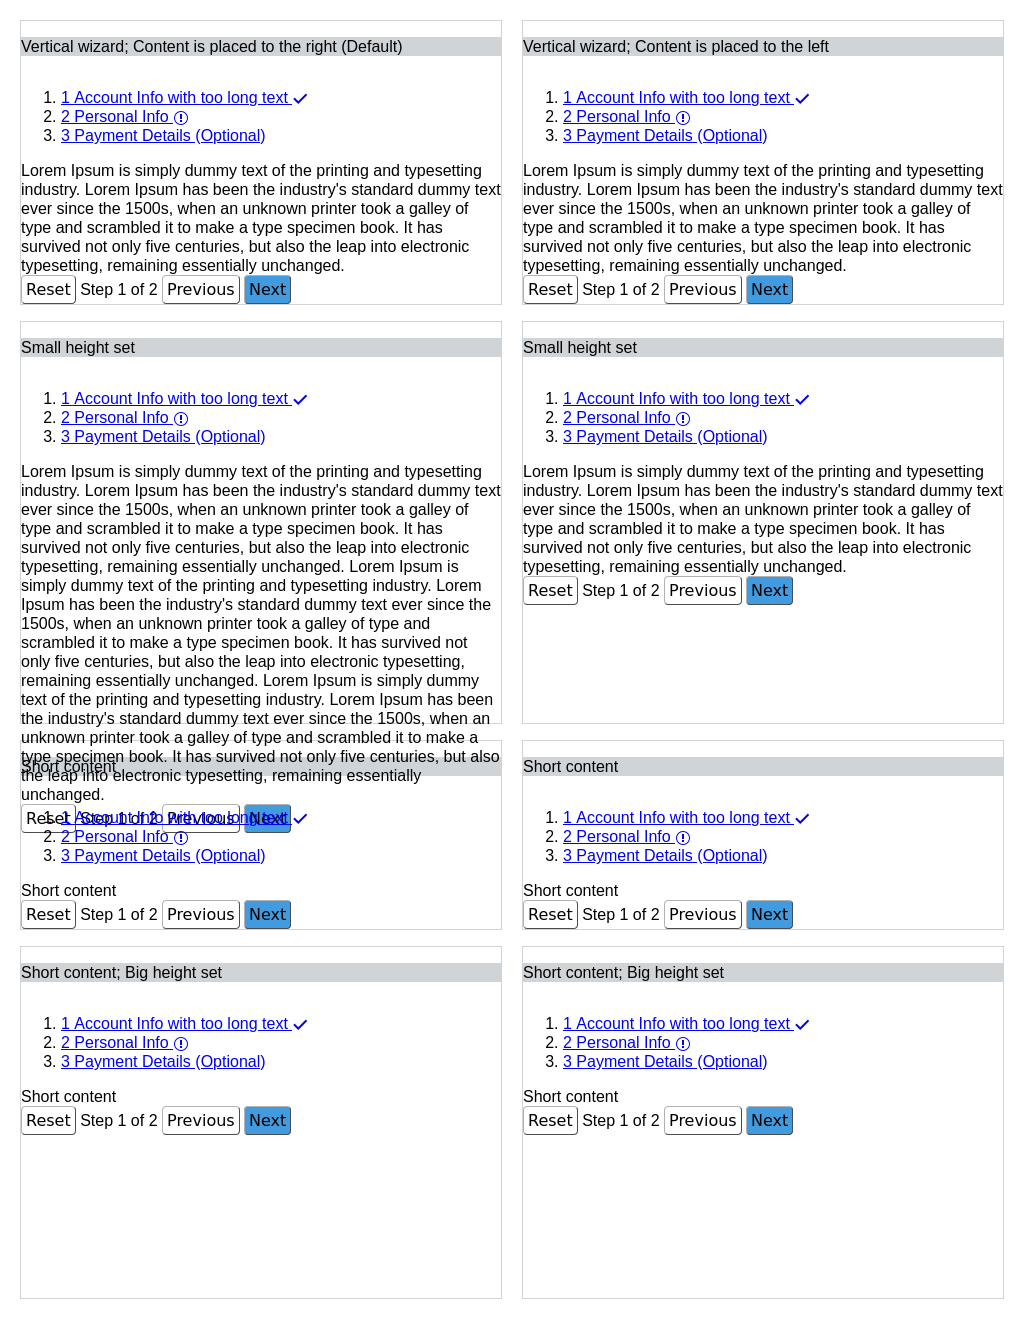 Vertical wizard; Content is placed to the right (Default)
1. 1 Account Info with too long text
2. 2 Personal Info
3. 3 Payment Details (Optional)
Lorem Ipsum is simply dummy text of the printing and typesetting
industry. Lorem Ipsum has been the industry's standard dummy text
ever since the 1500s, when an unknown printer took a galley of
type and scrambled it to make a type specimen book. It has
survived not only five centuries, but also the leap into electronic
typesetting, remaining essentially unchanged.
Reset Step 1 of 2 Previous Next
Vertical wizard; Content is placed to the left
1. 1 Account Info with too long text
2. 2 Personal Info
3. 3 Payment Details (Optional)
Lorem Ipsum is simply dummy text of the printing and typesetting
industry. Lorem Ipsum has been the industry's standard dummy text
ever since the 1500s, when an unknown printer took a galley of
type and scrambled it to make a type specimen book. It has
survived not only five centuries, but also the leap into electronic
typesetting, remaining essentially unchanged.
Reset Step 1 of 2 Previous Next
Small height set
1. 1 Account Info with too long text
2. 2 Personal Info
3. 3 Payment Details (Optional)
Lorem Ipsum is simply dummy text of the printing and typesetting
industry. Lorem Ipsum has been the industry's standard dummy text
ever since the 1500s, when an unknown printer took a galley of
type and scrambled it to make a type specimen book. It has
survived not only five centuries, but also the leap into electronic
typesetting, remaining essentially unchanged. Lorem Ipsum is
simply dummy text of the printing and typesetting industry. Lorem
Ipsum has been the industry's standard dummy text ever since the
1500s, when an unknown printer took a galley of type and
scrambled it to make a type specimen book. It has survived not
only five centuries, but also the leap into electronic typesetting,
remaining essentially unchanged. Lorem Ipsum is simply dummy
text of the printing and typesetting industry. Lorem Ipsum has been
the industry's standard dummy text ever since the 1500s, when an
unknown printer took a galley of type and scrambled it to make a
type specimen book. It has survived not only five centuries, but also
the leap into electronic typesetting, remaining essentially
unchanged.
Reset Step 1 of 2 Previous Next
Small height set
1. 1 Account Info with too long text
2. 2 Personal Info
3. 3 Payment Details (Optional)
Lorem Ipsum is simply dummy text of the printing and typesetting
industry. Lorem Ipsum has been the industry's standard dummy text
ever since the 1500s, when an unknown printer took a galley of
type and scrambled it to make a type specimen book. It has
survived not only five centuries, but also the leap into electronic
typesetting, remaining essentially unchanged.
Reset Step 1 of 2 Previous Next
Short content
1. 1 Account Info with too long text
2. 2 Personal Info
3. 3 Payment Details (Optional)
Short content
Reset Step 1 of 2 Previous Next
Short content
1. 1 Account Info with too long text
2. 2 Personal Info
3. 3 Payment Details (Optional)
Short content
Reset Step 1 of 2 Previous Next
Short content; Big height set
1. 1 Account Info with too long text
2. 2 Personal Info
3. 3 Payment Details (Optional)
Short content
Reset Step 1 of 2 Previous Next
Short content; Big height set
1. 1 Account Info with too long text
2. 2 Personal Info
3. 3 Payment Details (Optional)
Short content
Reset Step 1 of 2 Previous Next